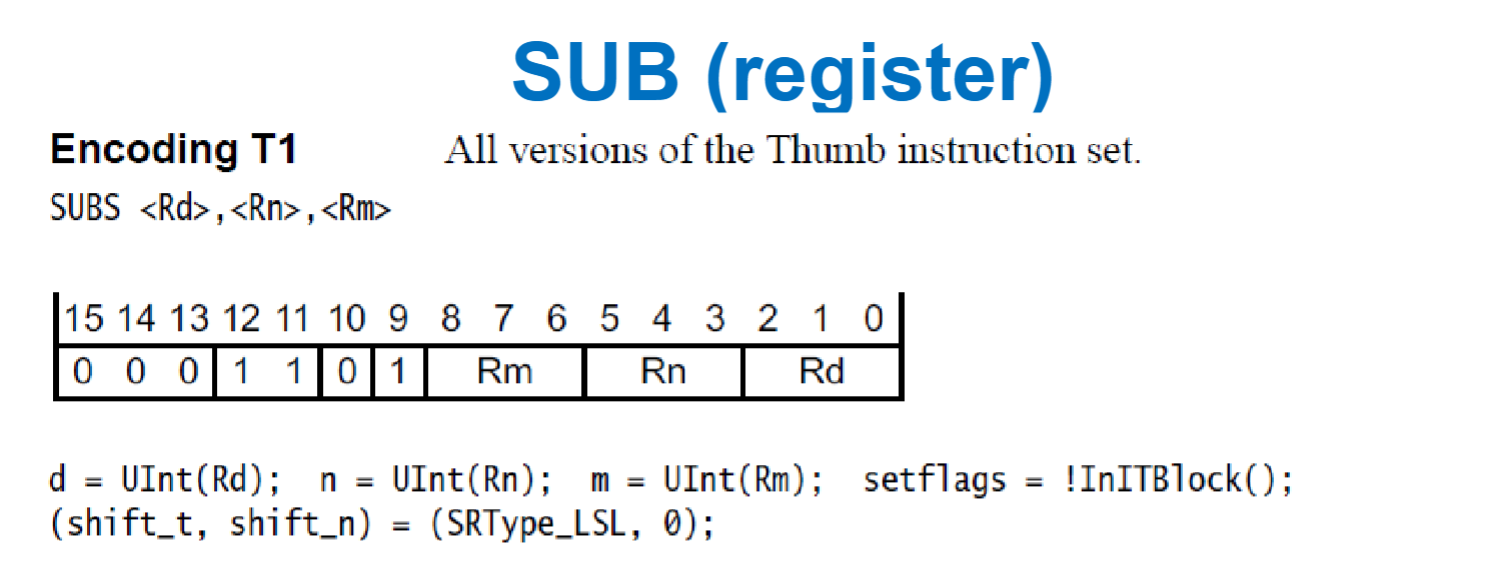 SUB (register)
Encoding T1 All versions of the Thumb instruction set.
SUBS <Rd>,<Rn>,<Rm>
15 14 13 12 11 10 9 8 7 6 5 4 3 2 1 0
0 0 0 1 1 0 1 Rm Rn Rd
d = UInt(Rd); n = UInt(Rn); m = UInt(Rm); setflags = !InITBlock();
(shift_t, shift_n) = (SRType_LSL, 0);